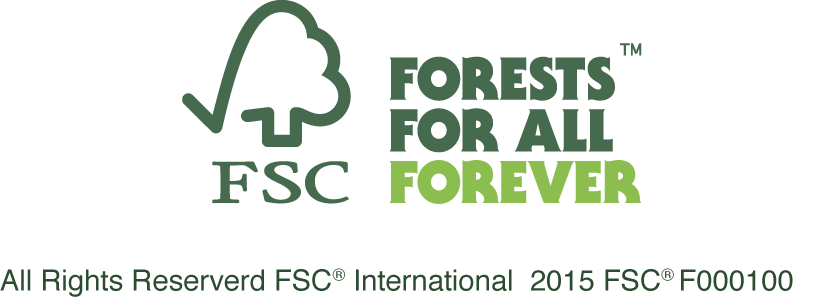 FORESTS™
FOR ALL
FOREVER
FSC
All Rights Reserverd FSC® International  2015 FSC® F000100